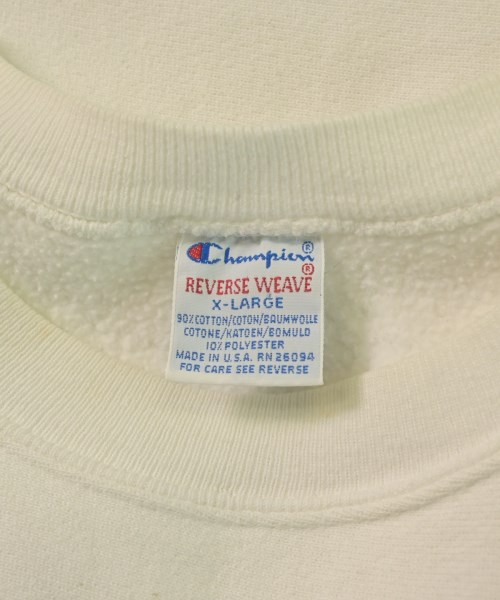 Champion®
REVERSE WEAVE®
X-LARGE
90% COTTON/COTON/BAUMWOLLE
COTONE/KATOEN/BOMULD
10% POLYESTER
MADE IN U.S.A. RN 26094
FOR CARE SEE REVERSE